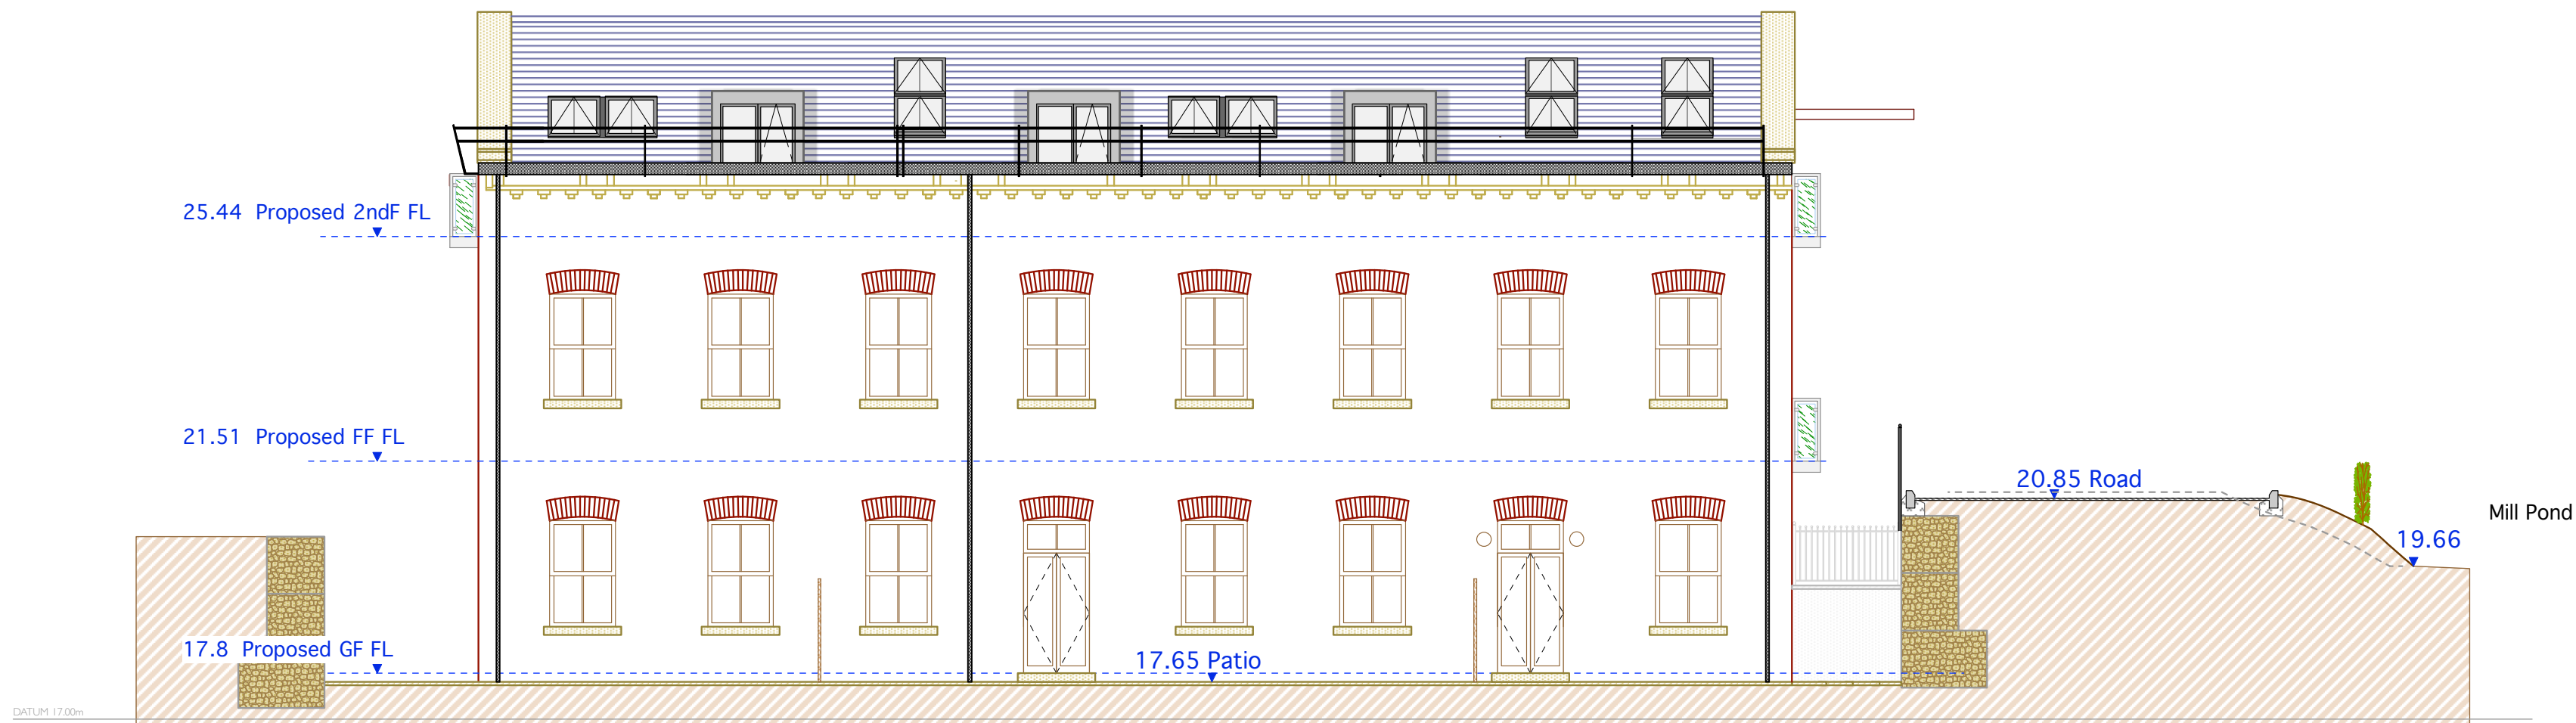 25.44 Proposed 2ndF FL
21.51 Proposed FF FL
20.85 Road
Mill Pond
19.66
17.8 Proposed GF FL
17.65 Patio
DATUM 17.00m